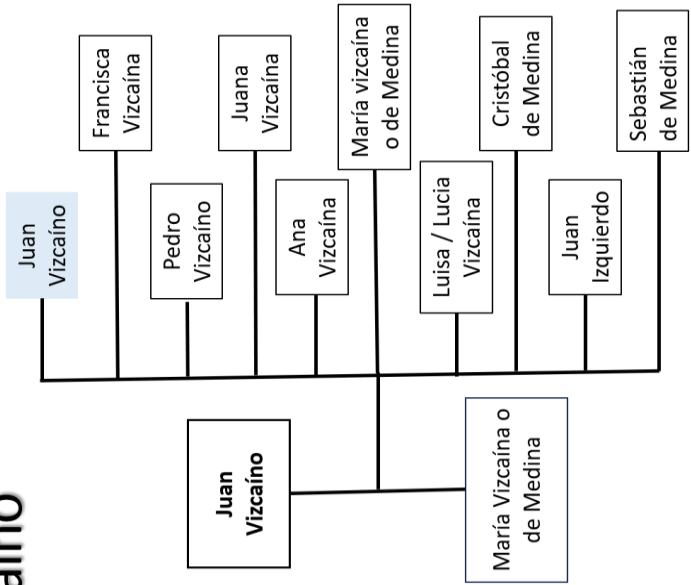 María Vizcaína o
de Medina
Juan
Vizcaíno
Juan
Izquierdo
Luisa / Lucia
Vizcaína
Ana
Vizcaína
Pedro
Vizcaíno
Juan
Vizcaíno
Sebastián
de Medina
Cristóbal
de Medina
María vizcaína
o de Medina
Juana
Vizcaína
Francisca
Vizcaína